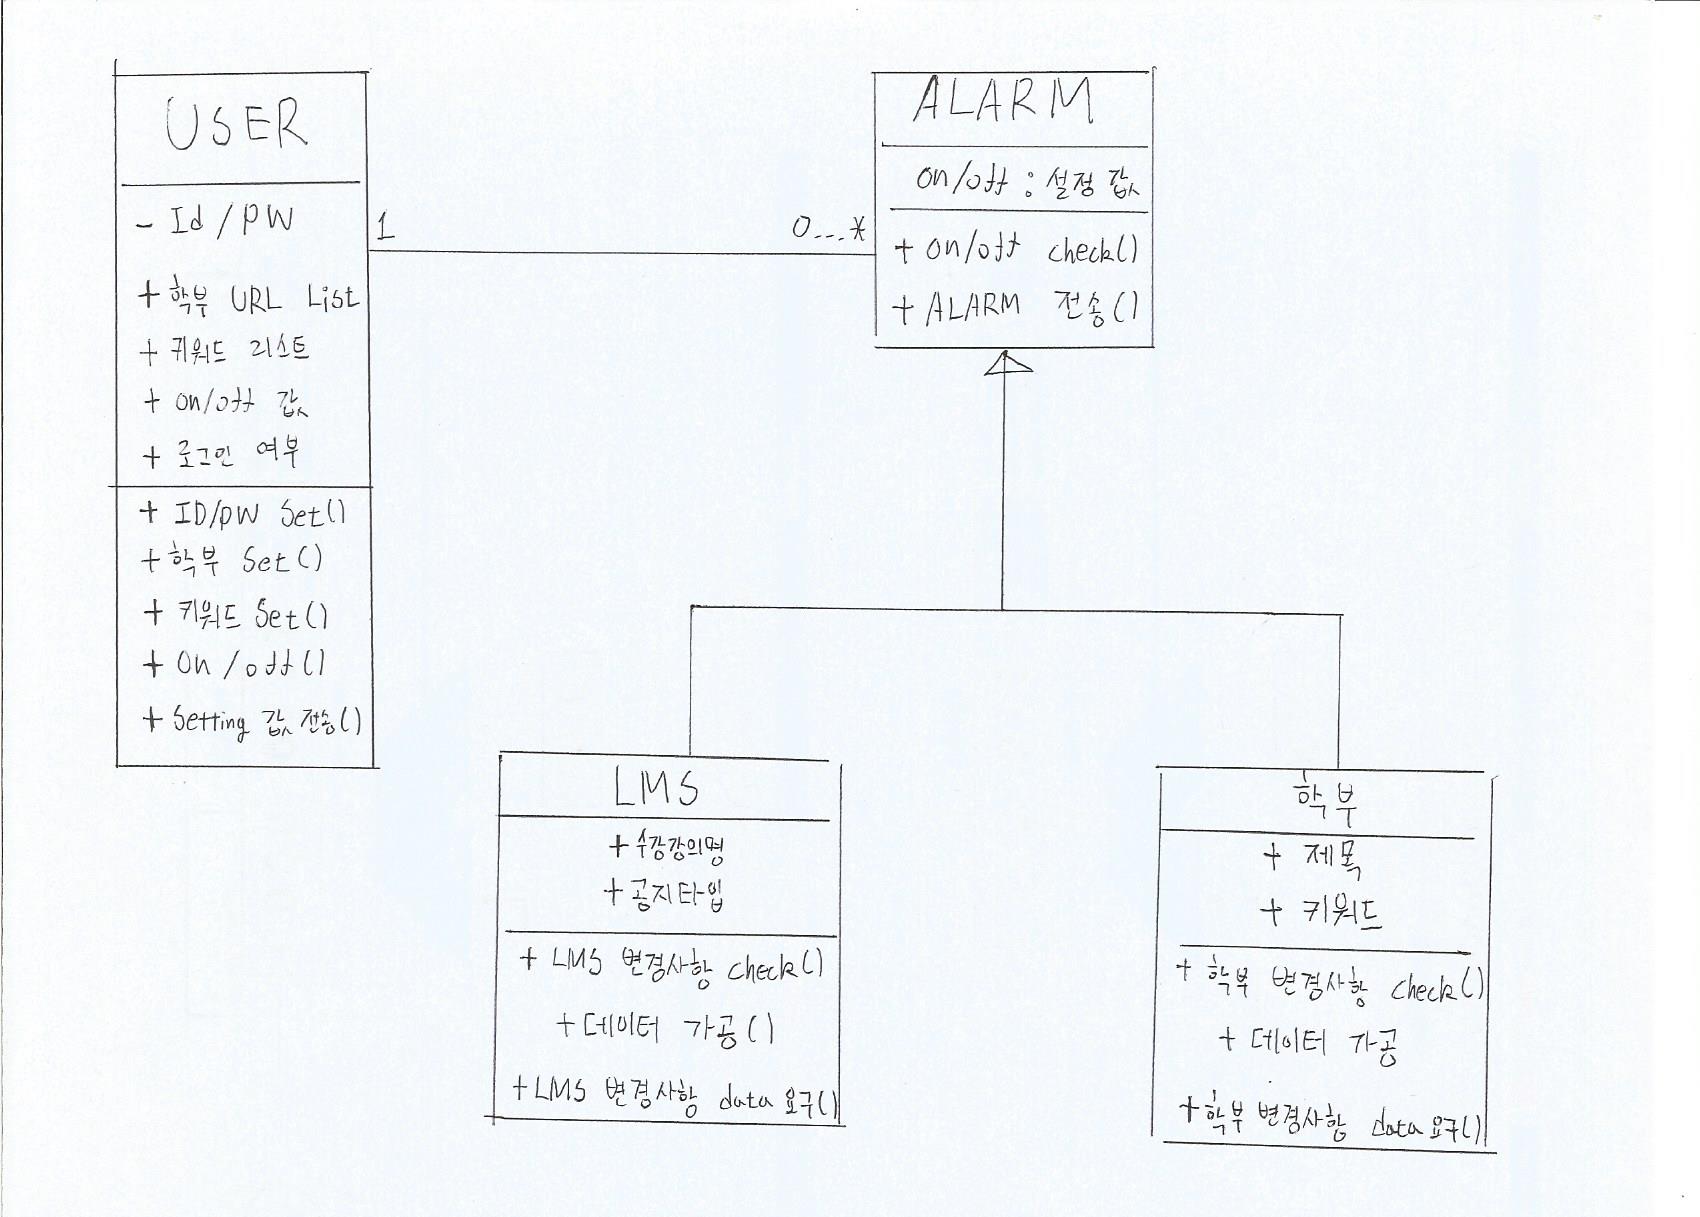 USER
- Id / PW
+ 학부 URL List
+ 키워드 리스트
+ on/off 값
+ 로그인 여부
+ ID/PW Set()
+ 학부 Set()
+ 키워드 Set()
+ On /off()
+ Setting 값 전송()
1
0...*
ALARM
on/off : 설정 값
+ on/off check()
+ ALARM 전송()
LMS
+ 수강강의명
+ 공지타입
+ LMS 변경사항 check()
+ 데이터 가공()
+ LMS 변경사항 data 요구()
학부
+ 제목
+ 키워드
+ 학부 변경사항 check()
+ 데이터 가공
+ 학부 변경사항 data 요구()